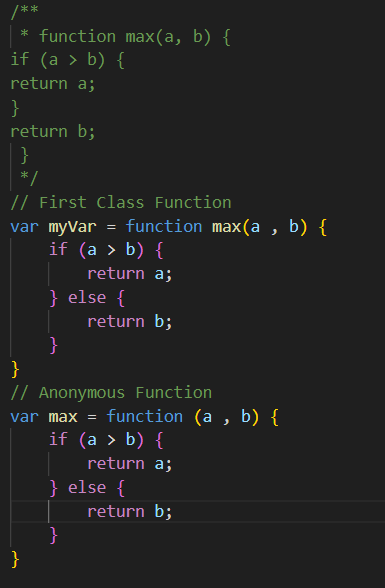 /**
 * function max(a, b) {
if (a > b) {
return a;
}
return b;
 }
 */
// First Class Function
var myVar = function max(a , b) {
    if (a > b) {
        return a;
    } else {
        return b;
    }
}
// Anonymous Function
var max = function (a , b) {
    if (a > b) {
        return a;
    } else {
        return b;
    }
}